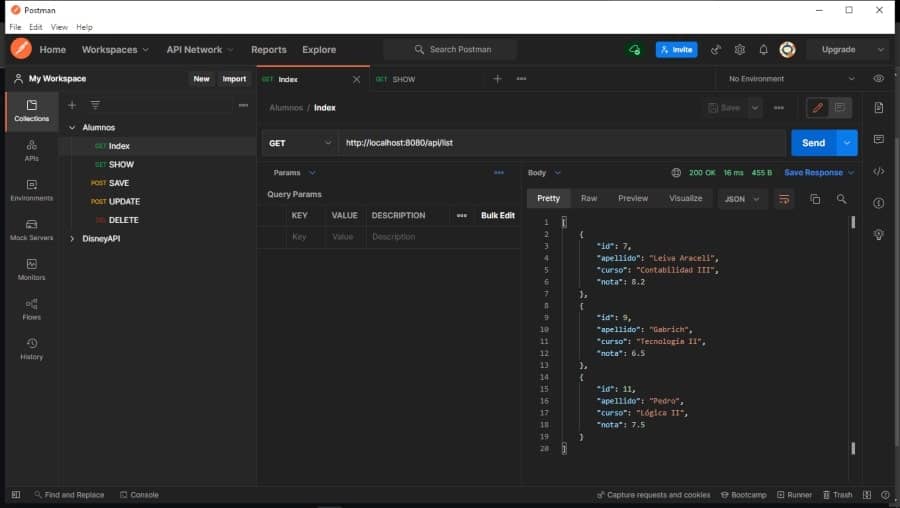 Postman
File Edit View Help
Home Workspaces API Network Reports Explore Search Postman Invite Upgrade
My Workspace New Import
GET Index GET SHOW No Environment
Collections
APIs
Environments
Mock Servers
Monitors
Flows
History
Alumnos
GET Index
GET SHOW
POST SAVE
POST UPDATE
DEL DELETE
DisneyAPI
Alumnos / Index Save
GET http://localhost:8080/api/list Send
Params
Query Params
KEY VALUE DESCRIPTION Bulk Edit
Key Value Description
Body 200 OK 16 ms 455 B Save Response
Pretty Raw Preview Visualize JSON
1 [
2 {
3 "id": 7,
4 "apellido": "Leiva Araceli",
5 "curso": "Contabilidad III",
6 "nota": 8.2
7 },
8 {
9 "id": 9,
10 "apellido": "Gabrich",
11 "curso": "Tecnologia II",
12 "nota": 6.5
13 },
14 {
15 "id": 11,
16 "apellido": "Pedro",
17 "curso": "Lógica II",
18 "nota": 7.5
19 }
20 ]
Find and Replace Console Capture requests and cookies Bootcamp Runner Trash